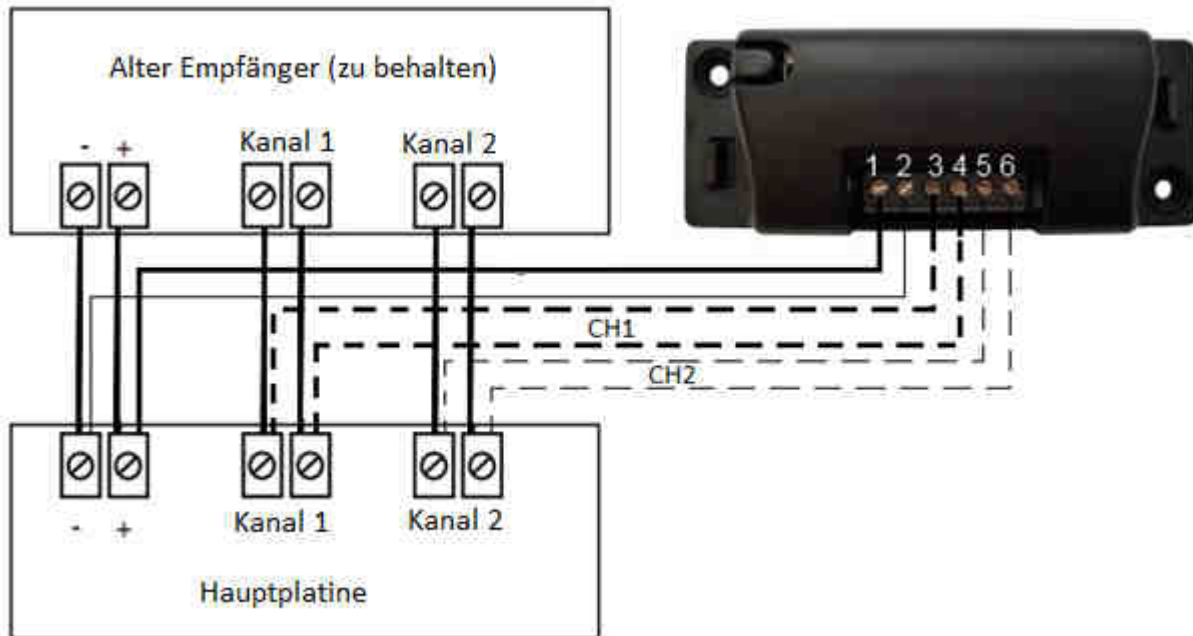 Alter Empfänger (zu behalten)
- + Kanal 1 Kanal 2
1 2 3 4 5 6
CH1
CH2
- + Kanal 1 Kanal 2
Hauptplatine